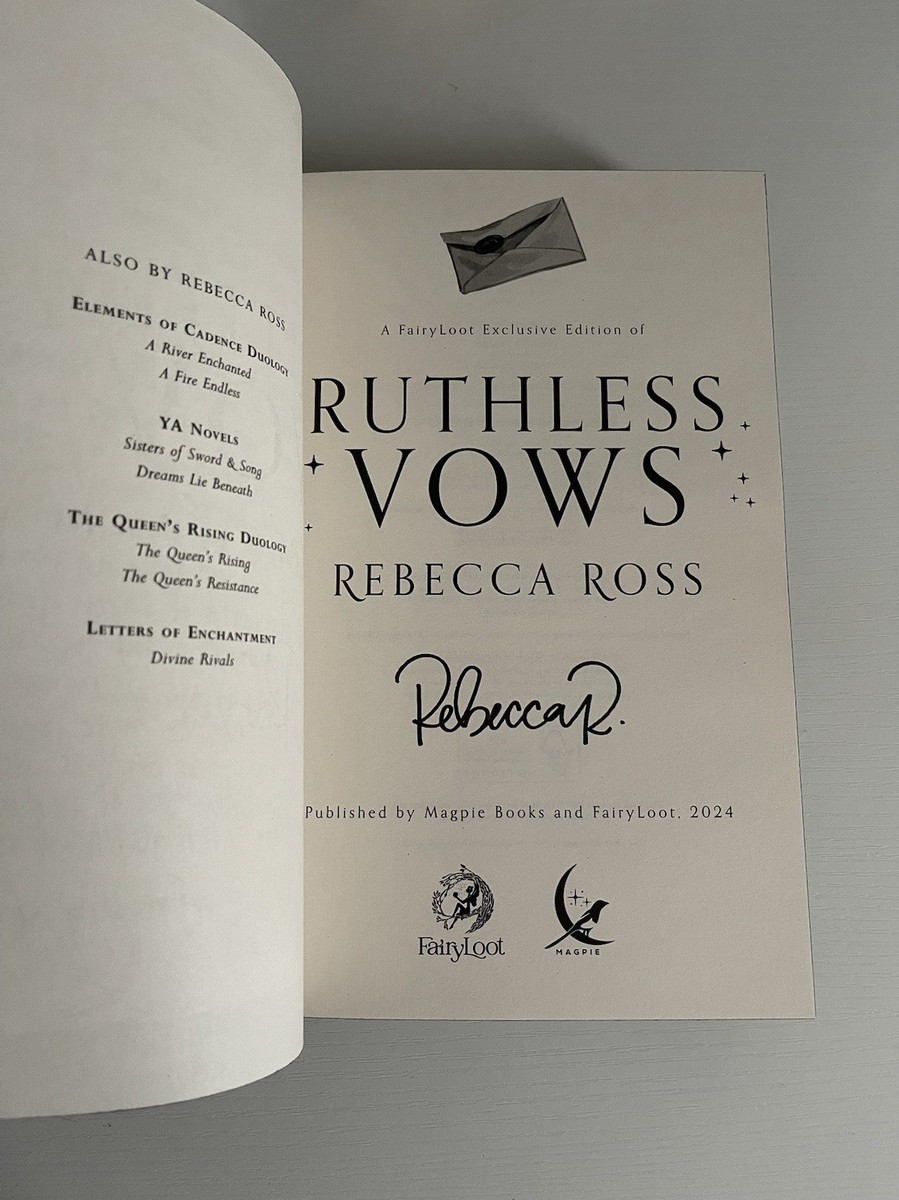 ALSO BY REBECCA ROSS
ELEMENTS OF CADENCE DUOLOGY
A River Enchanted
A Fire Endless
YA NOVELS
Sisters of Sword & Song
Dreams Lie Beneath
THE QUEEN'S RISING DUOLOGY
The Queen's Rising
The Queen's Resistance
LETTERS OF ENCHANTMENT
Divine Rivals
A FairyLoot Exclusive Edition of
RUTHLESS
VOWS
REBECCA ROSS
Rebecca R.
Published by Magpie Books and FairyLoot, 2024
FairyLoot
MAGPIE